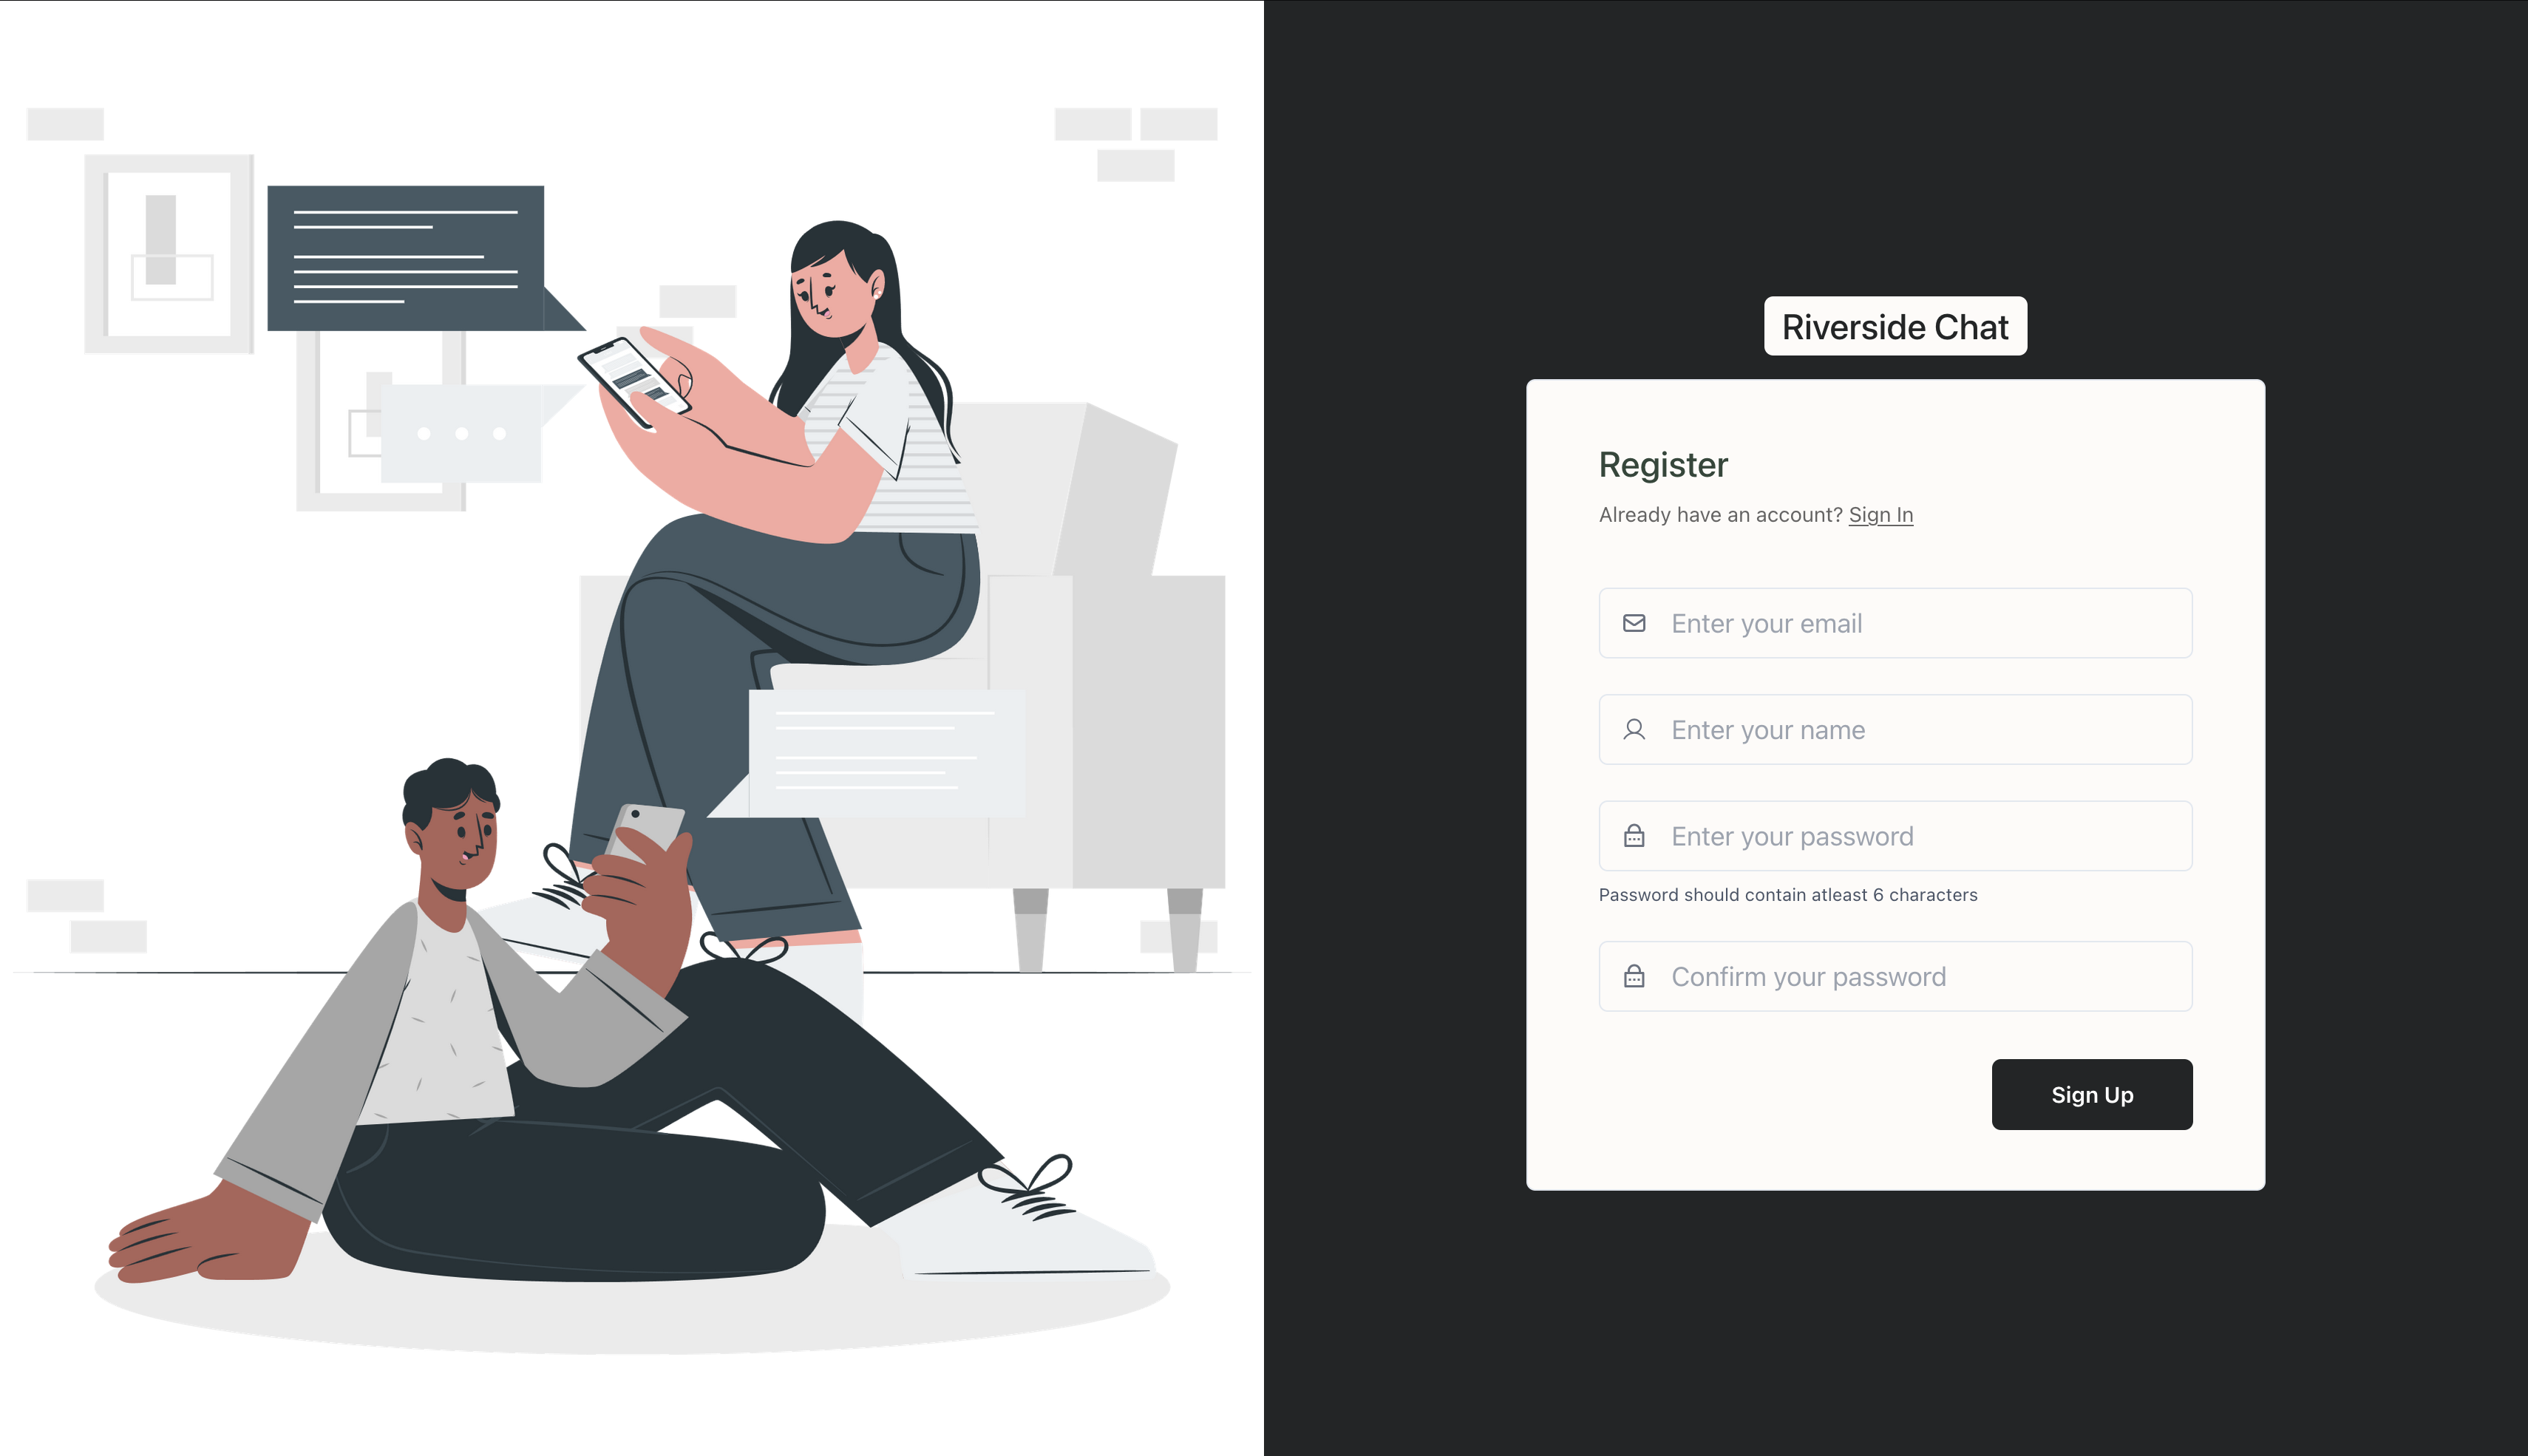 Riverside Chat
Register
Already have an account? Sign In
Enter your email
Enter your name
Enter your password
Password should contain atleast 6 characters
Confirm your password
Sign Up